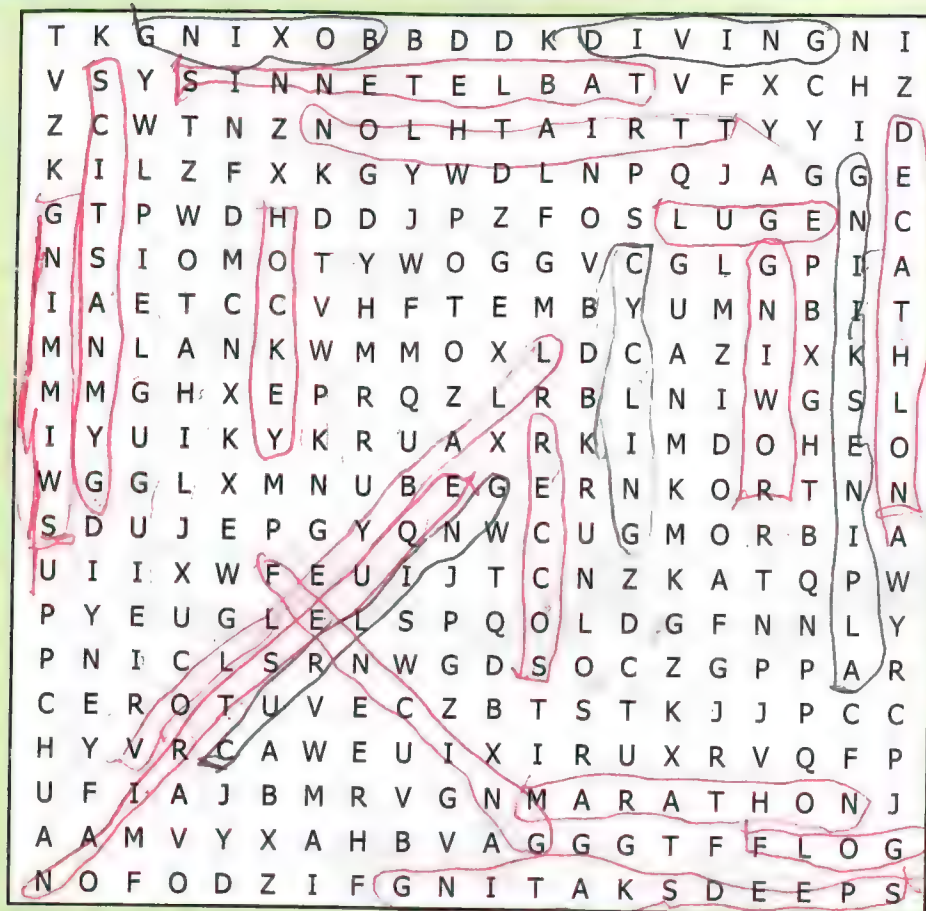 T K G N I X O B B D D K D I V I N G N I
V S Y S I N N E T E L B A T V F X C H Z
Z C W T N Z N O L H T A I R T T Y Y I D
K I L Z F X K G Y W D L N P Q J A G G E
G T P W D H D D J P Z F O S L U G E N C
N S I O M O T Y W O G G V C G L G P I A
I A E T C C V H F T E M B Y U M N B I T
M N L A N K W M M O X L D C A Z I X K H
M M G H X E P R Q Z L R B L N I W G S L
I Y U I K Y K R U A X R K I M D O H E O
W G G L X M N U B E G E R N K O R T N N
S D U J E P G Y Q N W C U G M O R B I A
U I I X W F E U I J T C N Z K A T Q P W
P Y E U G L E L S P Q O L D G F N N L Y
P N I C L S R N W G D S O C Z G P P A R
C E R O T U V E C Z B T S T K J J P C C
H Y V R C A W E U I X I R U X R V Q F P
U F I A J B M R V G N M A R A T H O N J
A A M V Y X A H B V A G G G T F F L O G
N O F O D Z I F G N I T A K S D E E P S